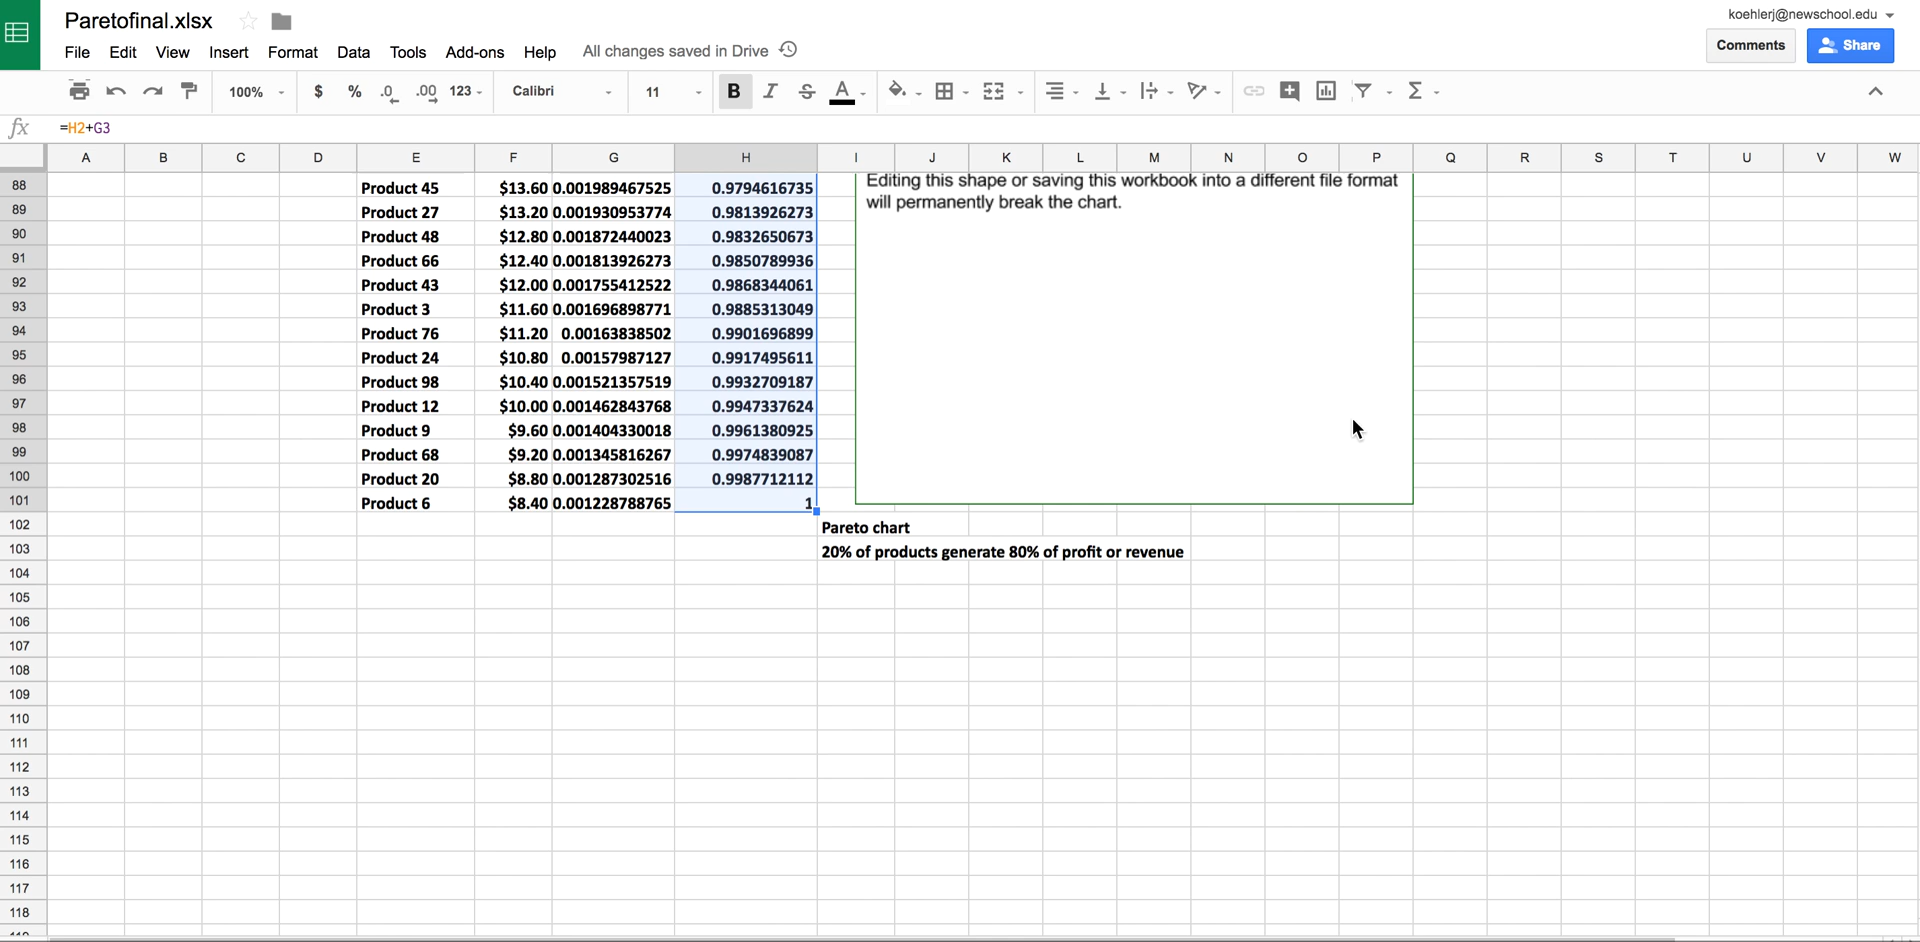 Paretofinal.xlsx
koehlerj@newschool.edu
File Edit View Insert Format Data Tools Add-ons Help All changes saved in Drive
Comments Share
100% $ % .0 .00 123 Calibri 11 B I S A
fx =H2+G3
A B C D E F G H I J K L M N O P Q R S T U V W
88 Product 45 $13.60 0.001989467525 0.9794616735 Editing this shape or saving this workbook into a different file format
will permanently break the chart.
89 Product 27 $13.20 0.001930953774 0.9813926273
90 Product 48 $12.80 0.001872440023 0.9832650673
91 Product 66 $12.40 0.001813926273 0.9850789936
92 Product 43 $12.00 0.001755412522 0.9868344061
93 Product 3 $11.60 0.001696898771 0.9885313049
94 Product 76 $11.20 0.00163838502 0.9901696899
95 Product 24 $10.80 0.00157987127 0.9917495611
96 Product 98 $10.40 0.001521357519 0.9932709187
97 Product 12 $10.00 0.001462843768 0.9947337624
98 Product 9 $9.60 0.001404330018 0.9961380925
99 Product 68 $9.20 0.001345816267 0.9974839087
100 Product 20 $8.80 0.001287302516 0.9987712112
101 Product 6 $8.40 0.001228788765 1
102 Pareto chart
103 20% of products generate 80% of profit or revenue
104
105
106
107
108
109
110
111
112
113
114
115
116
117
118